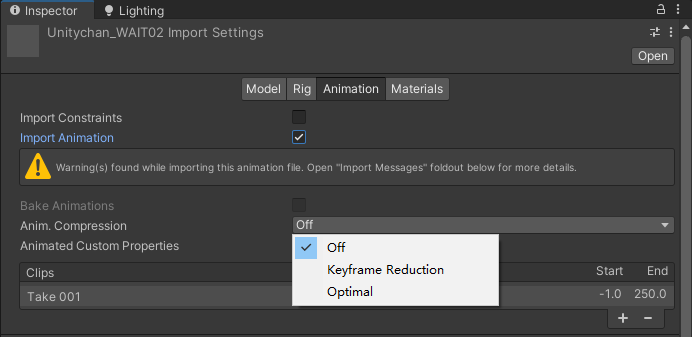 Inspector Lighting
Unitychan_WAIT02 Import Settings
Open
Model Rig Animation Materials
Import Constraints
Import Animation
Warning(s) found while importing this animation file. Open "Import Messages" foldout below for more details.
Bake Animations
Anim. Compression Off
Off
Animated Custom Properties
Keyframe Reduction
Optimal
Clips Start End
Take 001 -1.0 250.0